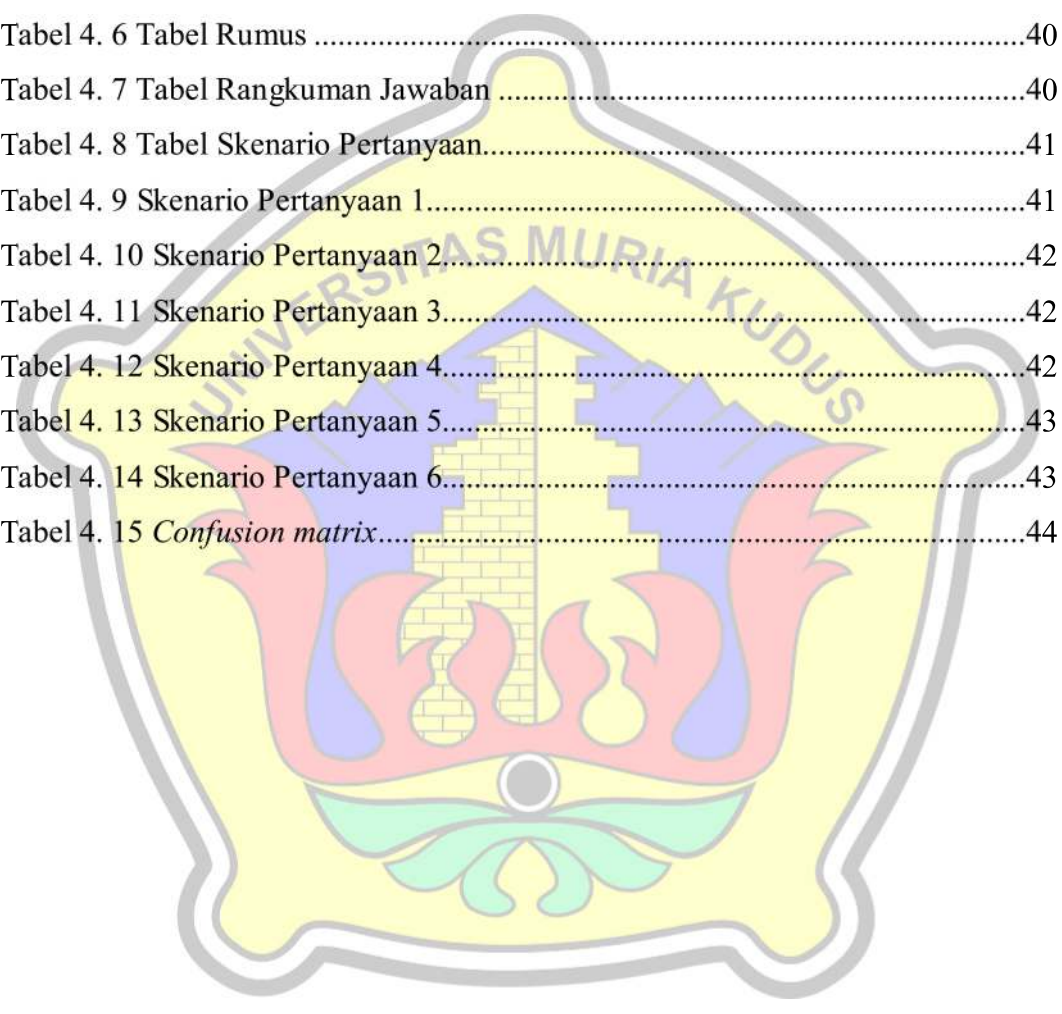 Tabel 4. 6 Tabel Rumus ............................................................................................40
Tabel 4. 7 Tabel Rangkuman Jawaban ....................................................................40
Tabel 4. 8 Tabel Skenario Pertanyaan......................................................................41
Tabel 4. 9 Skenario Pertanyaan 1.............................................................................41
Tabel 4. 10 Skenario Pertanyaan 2...........................................................................42
Tabel 4. 11 Skenario Pertanyaan 3...........................................................................42
Tabel 4. 12 Skenario Pertanyaan 4...........................................................................42
Tabel 4. 13 Skenario Pertanyaan 5...........................................................................43
Tabel 4. 14 Skenario Pertanyaan 6...........................................................................43
Tabel 4. 15 Confusion matrix...................................................................................44
UNIVERSITAS MURIA KUDUS